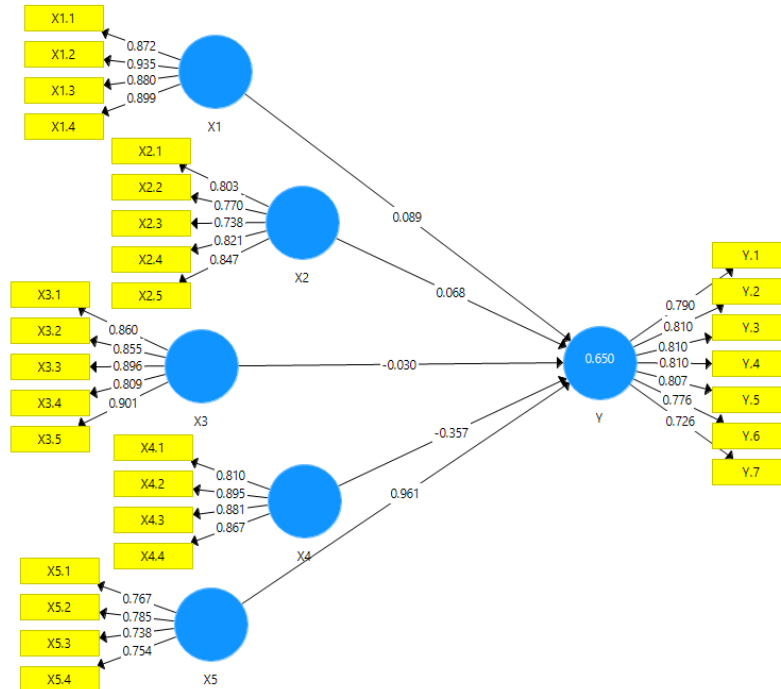 X1.1
X1.2
X1.3
X1.4
0.872
0.935
0.880
0.899
X1
X2.1
X2.2
X2.3
X2.4
X2.5
0.803
0.770
0.738
0.821
0.847
X2
X3.1
X3.2
X3.3
X3.4
X3.5
0.860
0.855
0.896
0.809
0.901
X3
X4.1
X4.2
X4.3
X4.4
0.810
0.895
0.881
0.867
X4
X5.1
X5.2
X5.3
X5.4
0.767
0.785
0.738
0.754
X5
0.089
0.068
-0.030
-0.357
0.961
0.650
Y
0.790
0.810
0.810
0.810
0.807
0.776
0.726
Y.1
Y.2
Y.3
Y.4
Y.5
Y.6
Y.7